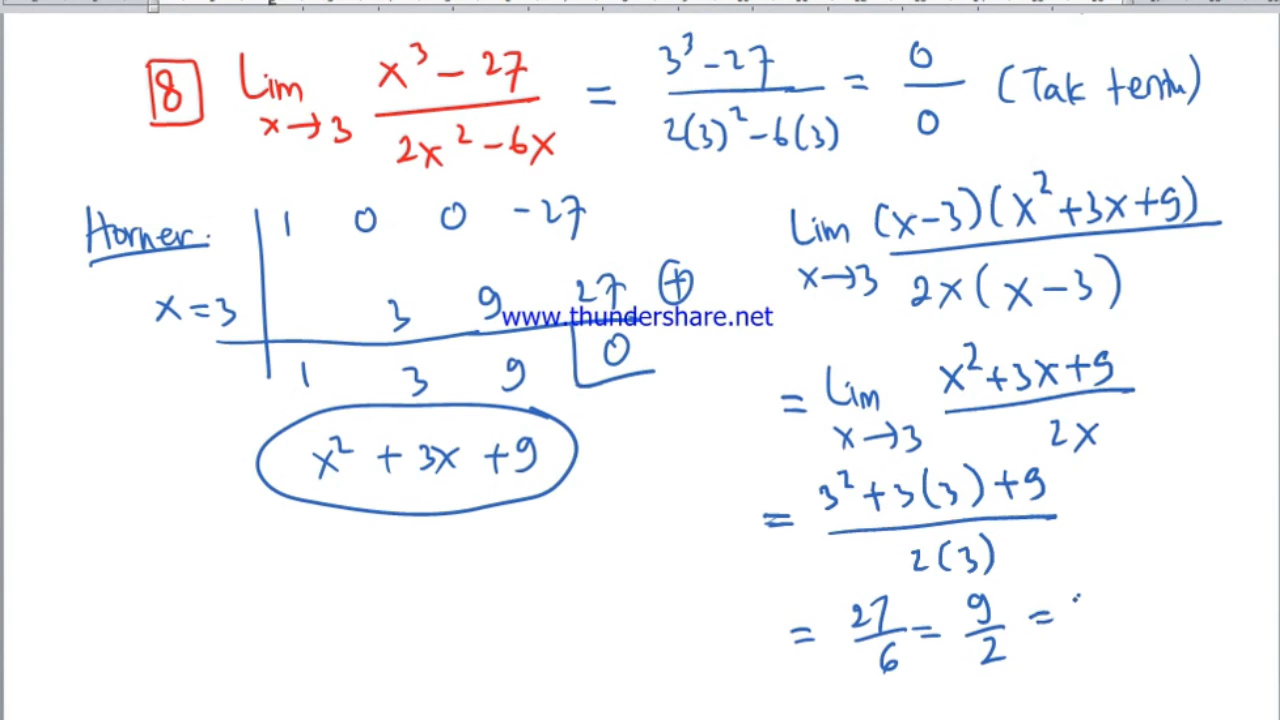 8 Lim x→3 (x³ - 27)/(2x² - 6x) = (3³ - 27)/(2(3)² - 6(3)) = 0/0 (Tak tentu)
Horner. | 1 0 0 -27
x = 3 | 3 9 27 (+)
1 3 9 | 0
x² + 3x + 9
www.thundershare.net
Lim x→3 (x-3)(x²+3x+9)/(2x(x-3))
= Lim x→3 (x²+3x+9)/(2x)
= (3²+3(3)+9)/(2(3))
= 27/6 = 9/2 =